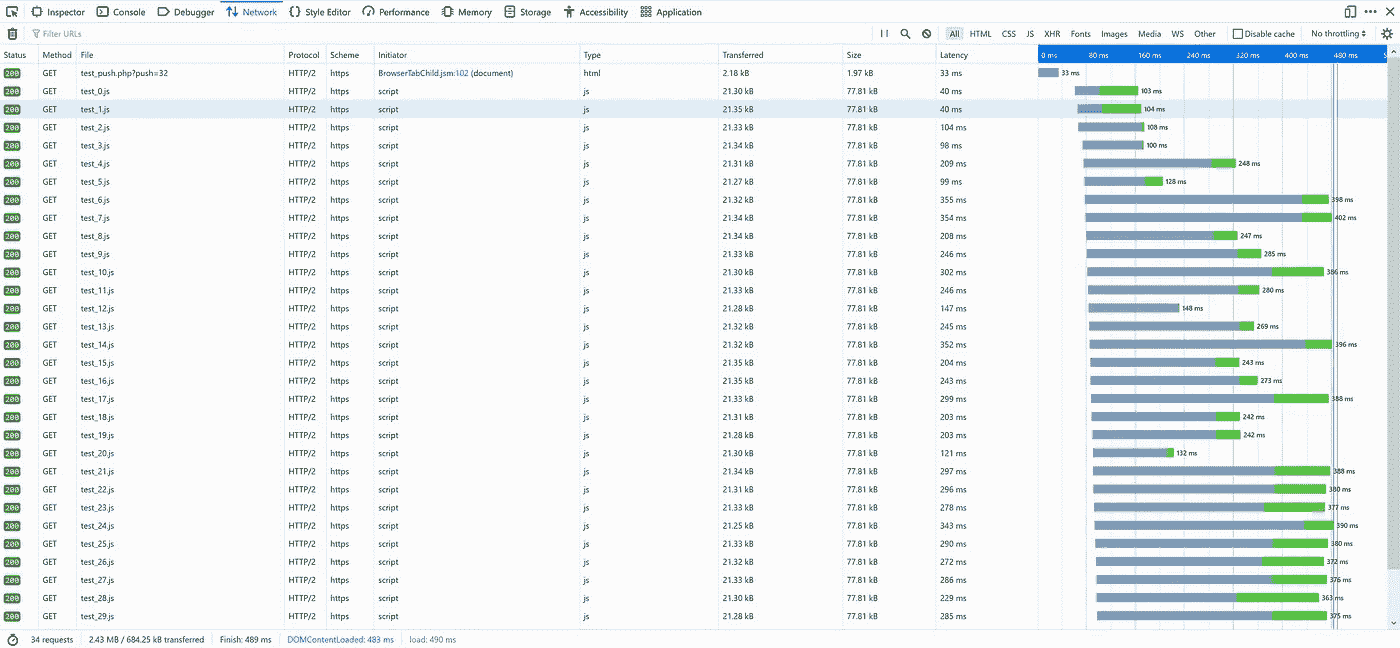 Inspector Console Debugger Network Style Editor Performance Memory Storage Accessibility Application
Filter URLs All HTML CSS JS XHR Fonts Images Media WS Other Disable cache No throttling
Status Method File Protocol Scheme Initiator Type Transferred Size Latency 0 ms 80 ms 160 ms 240 ms 320 ms 400 ms 480 ms
200 GET test_push.php?push=32 HTTP/2 https BrowserTabChild.jsm:102 (document) html 2.18 kB 1.97 kB 33 ms 33 ms
200 GET test_0.js HTTP/2 https script js 21.30 kB 77.81 kB 40 ms 103 ms
200 GET test_1.js HTTP/2 https script js 21.35 kB 77.81 kB 40 ms 104 ms
200 GET test_2.js HTTP/2 https script js 21.33 kB 77.81 kB 104 ms 108 ms
200 GET test_3.js HTTP/2 https script js 21.34 kB 77.81 kB 98 ms 100 ms
200 GET test_4.js HTTP/2 https script js 21.31 kB 77.81 kB 209 ms 248 ms
200 GET test_5.js HTTP/2 https script js 21.27 kB 77.81 kB 99 ms 128 ms
200 GET test_6.js HTTP/2 https script js 21.32 kB 77.81 kB 355 ms 398 ms
200 GET test_7.js HTTP/2 https script js 21.34 kB 77.81 kB 354 ms 402 ms
200 GET test_8.js HTTP/2 https script js 21.34 kB 77.81 kB 208 ms 247 ms
200 GET test_9.js HTTP/2 https script js 21.33 kB 77.81 kB 246 ms 285 ms
200 GET test_10.js HTTP/2 https script js 21.30 kB 77.81 kB 302 ms 386 ms
200 GET test_11.js HTTP/2 https script js 21.33 kB 77.81 kB 246 ms 280 ms
200 GET test_12.js HTTP/2 https script js 21.28 kB 77.81 kB 147 ms 148 ms
200 GET test_13.js HTTP/2 https script js 21.32 kB 77.81 kB 245 ms 269 ms
200 GET test_14.js HTTP/2 https script js 21.32 kB 77.81 kB 352 ms 396 ms
200 GET test_15.js HTTP/2 https script js 21.35 kB 77.81 kB 204 ms 243 ms
200 GET test_16.js HTTP/2 https script js 21.35 kB 77.81 kB 243 ms 273 ms
200 GET test_17.js HTTP/2 https script js 21.33 kB 77.81 kB 299 ms 388 ms
200 GET test_18.js HTTP/2 https script js 21.31 kB 77.81 kB 203 ms 242 ms
200 GET test_19.js HTTP/2 https script js 21.28 kB 77.81 kB 203 ms 242 ms
200 GET test_20.js HTTP/2 https script js 21.30 kB 77.81 kB 121 ms 132 ms
200 GET test_21.js HTTP/2 https script js 21.34 kB 77.81 kB 297 ms 388 ms
200 GET test_22.js HTTP/2 https script js 21.31 kB 77.81 kB 296 ms 380 ms
200 GET test_23.js HTTP/2 https script js 21.33 kB 77.81 kB 278 ms 377 ms
200 GET test_24.js HTTP/2 https script js 21.25 kB 77.81 kB 343 ms 390 ms
200 GET test_25.js HTTP/2 https script js 21.33 kB 77.81 kB 290 ms 380 ms
200 GET test_26.js HTTP/2 https script js 21.32 kB 77.81 kB 272 ms 372 ms
200 GET test_27.js HTTP/2 https script js 21.33 kB 77.81 kB 286 ms 376 ms
200 GET test_28.js HTTP/2 https script js 21.30 kB 77.81 kB 229 ms 363 ms
200 GET test_29.js HTTP/2 https script js 21.28 kB 77.81 kB 285 ms 375 ms
34 requests 2.43 MB / 684.25 kB transferred Finish: 489 ms DOMContentLoaded: 483 ms load: 490 ms